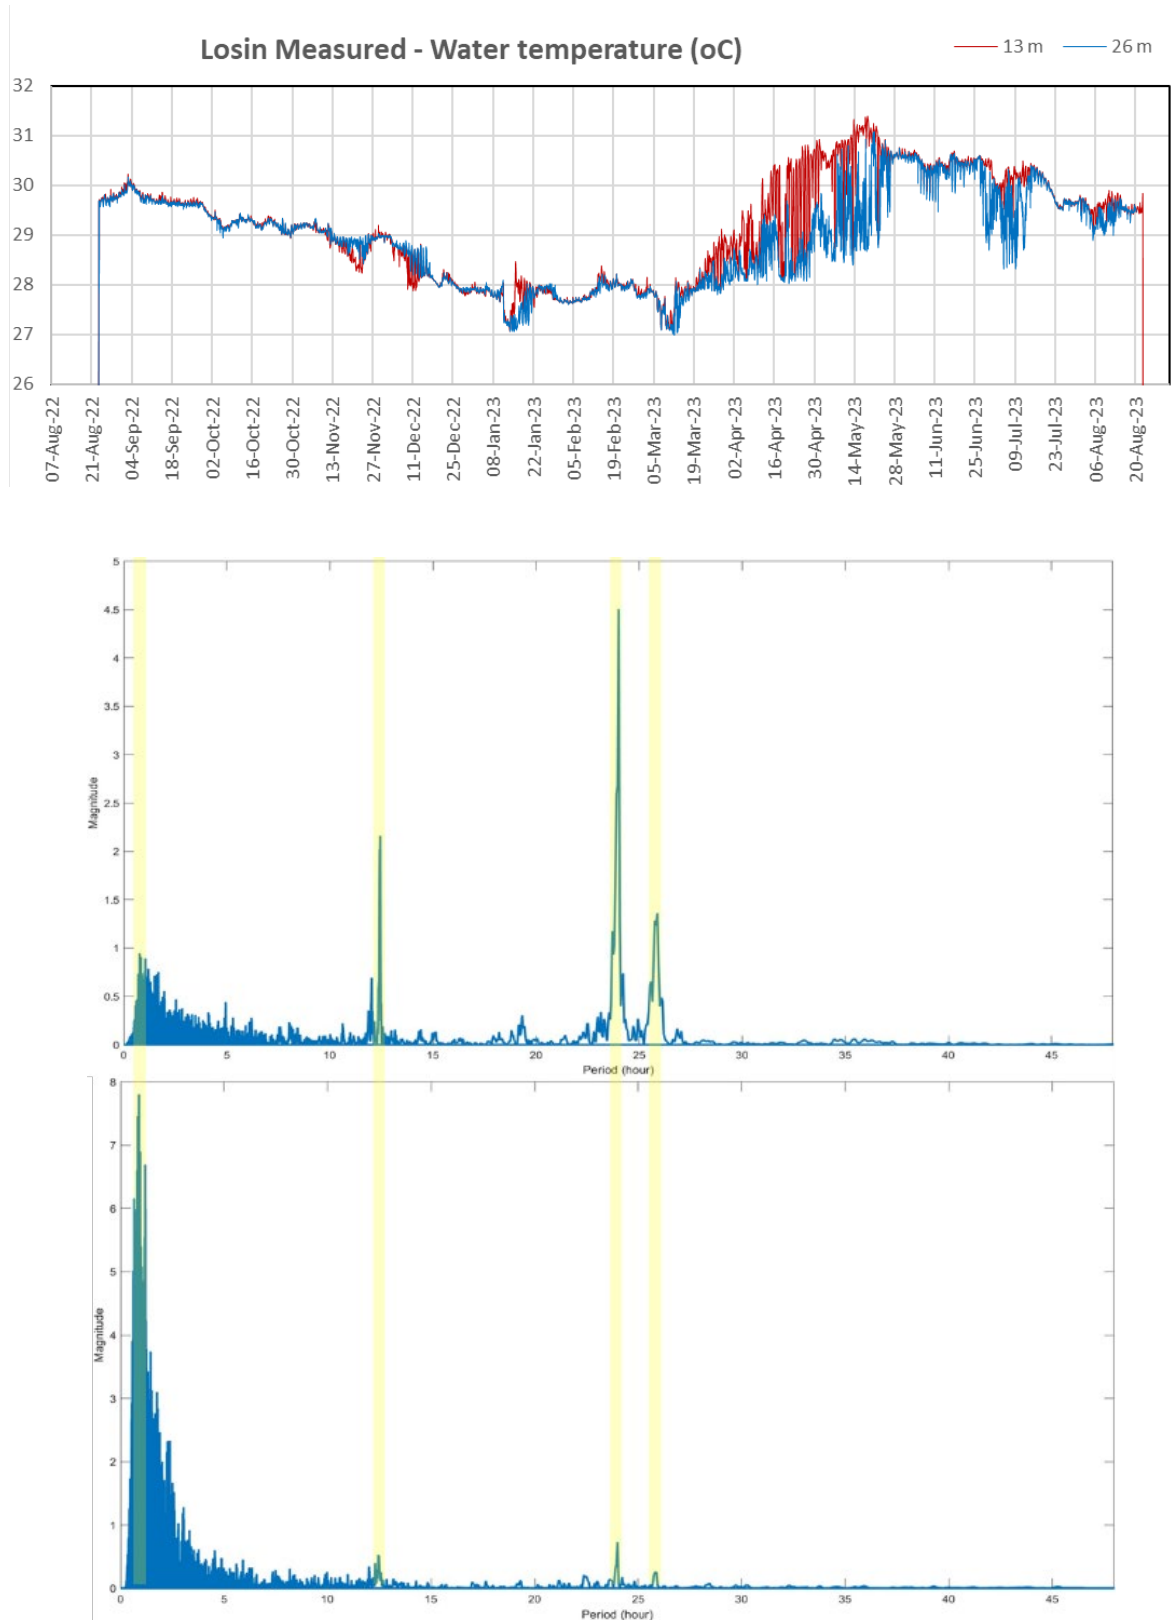 Losin Measured - Water temperature (oC)
13 m
26 m
32
31
30
29
28
27
26
07-Aug-22
21-Aug-22
04-Sep-22
18-Sep-22
02-Oct-22
16-Oct-22
30-Oct-22
13-Nov-22
27-Nov-22
11-Dec-22
25-Dec-22
08-Jan-23
22-Jan-23
05-Feb-23
19-Feb-23
05-Mar-23
19-Mar-23
02-Apr-23
16-Apr-23
30-Apr-23
14-May-23
28-May-23
11-Jun-23
25-Jun-23
09-Jul-23
23-Jul-23
06-Aug-23
20-Aug-23
5
4.5
4
3.5
3
2.5
2
1.5
1
0.5
0
Magnitude
0 5 10 15 20 25 30 35 40 45
Period (hour)
8
7
6
5
4
3
2
1
0
Magnitude
0 5 10 15 20 25 30 35 40 45
Period (hour)